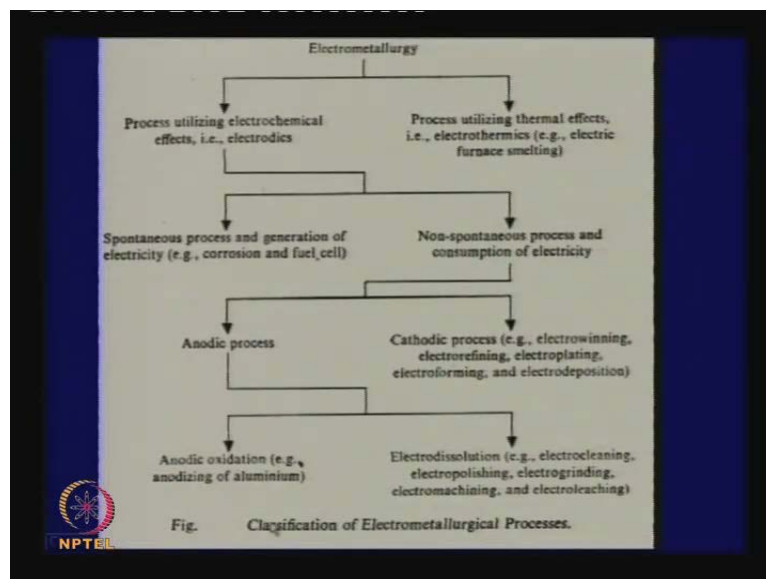 Electrometallurgy
Process utilizing electrochemical
effects, i.e., electrodics
Process utilizing thermal effects,
i.e., electrothermics (e.g., electric
furnace smelting)
Spontaneous process and generation of
electricity (e.g., corrosion and fuel cell)
Non-spontaneous process and
consumption of electricity
Anodic process
Cathodic process (e.g., electrowinning,
electrorefining, electroplating,
electroforming, and electrodeposition)
Anodic oxidation (e.g.,
anodizing of aluminium)
Electrodissolution (e.g., electrocleaning,
electropolishing, electrogrinding,
electromachining, and electroleaching)
Fig. Classification of Electrometallurgical Processes.
NPTEL